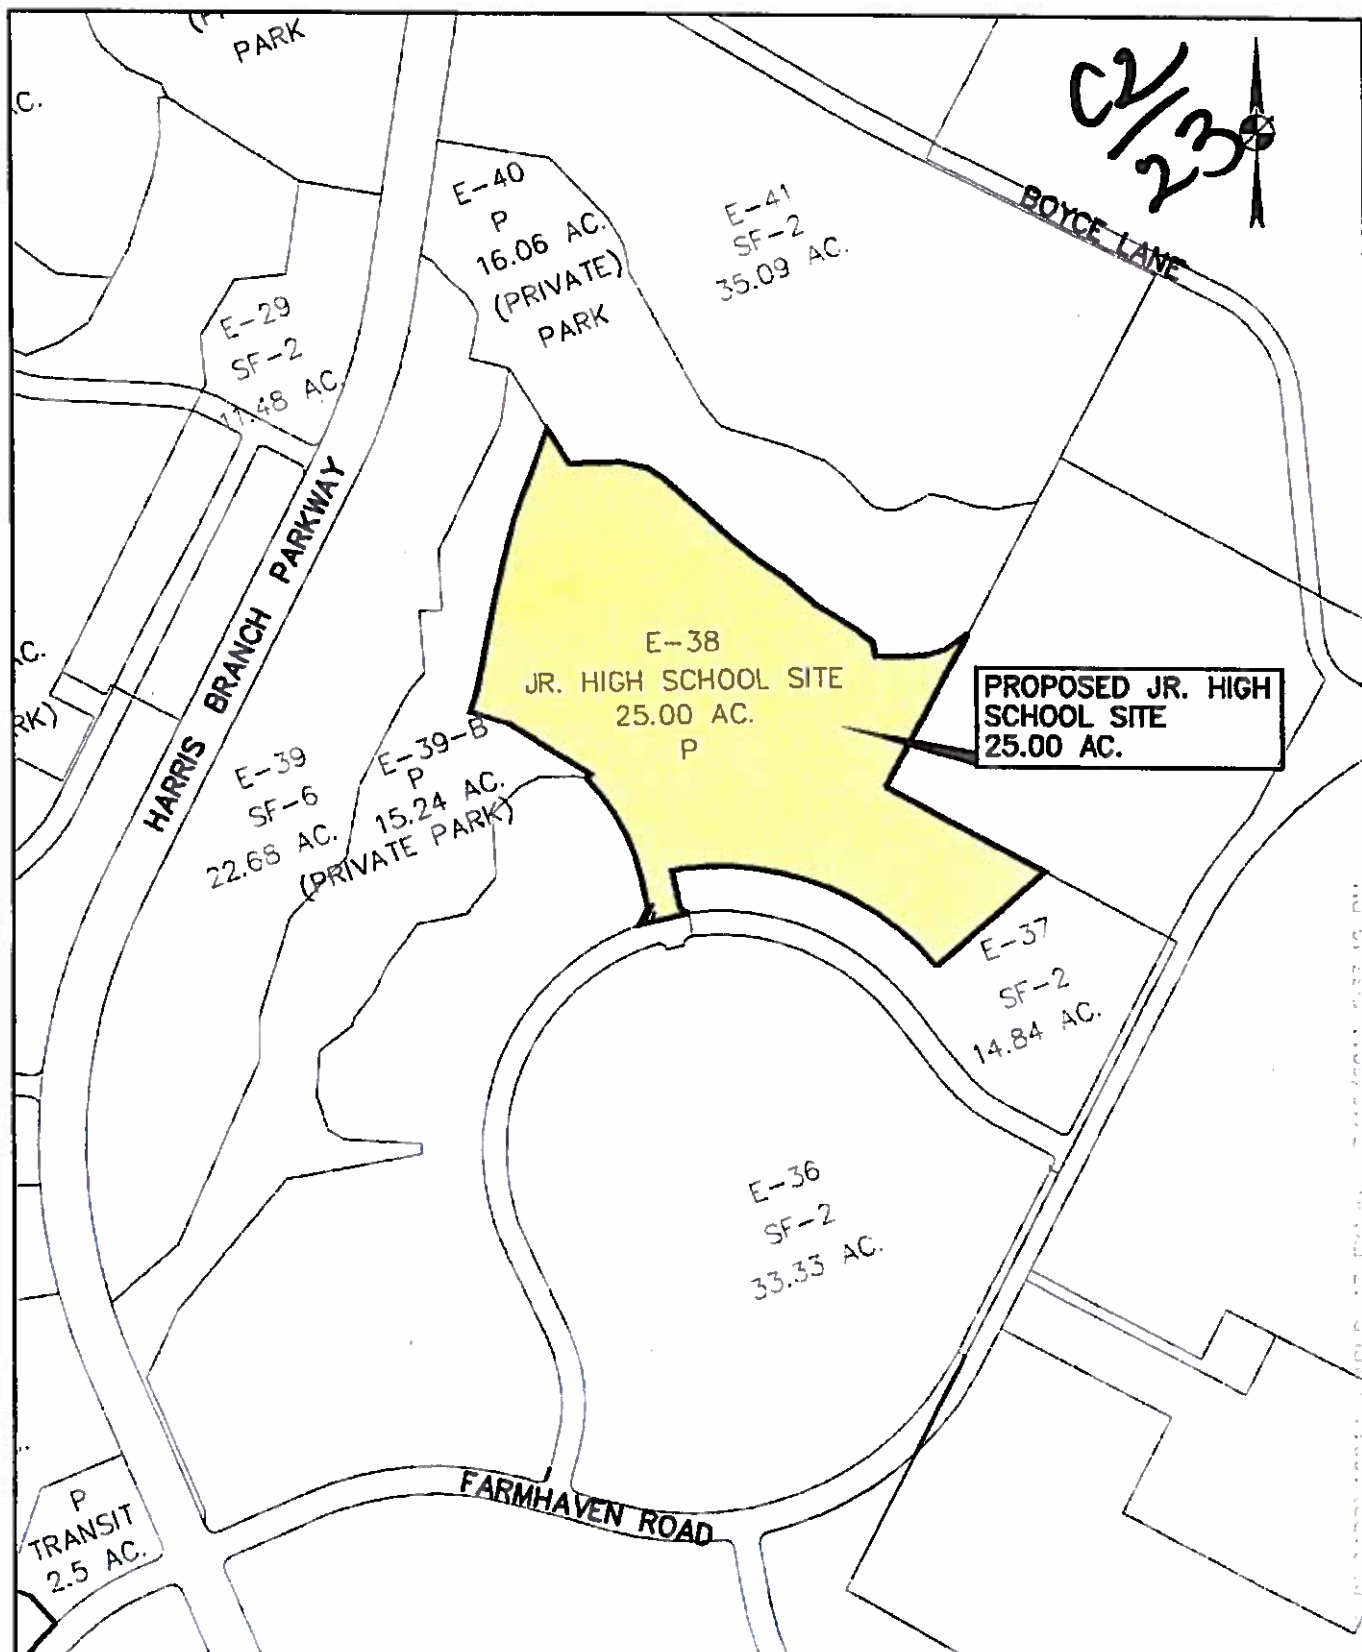 PARK
C2/23
C.
E-40
P
16.06 AC.
(PRIVATE)
PARK
E-41
SF-2
35.09 AC.
BOYCE LANE
E-29
SF-2
11.48 AC.
HARRIS BRANCH PARKWAY
E-38
JR. HIGH SCHOOL SITE
25.00 AC.
P
PROPOSED JR. HIGH
SCHOOL SITE
25.00 AC.
C.
RK)
E-39
SF-6
22.68 AC.
E-39-B
P
15.24 AC.
(PRIVATE PARK)
E-37
SF-2
14.84 AC.
E-36
SF-2
33.33 AC.
FARMHAVEN ROAD
P
TRANSIT
2.5 AC.